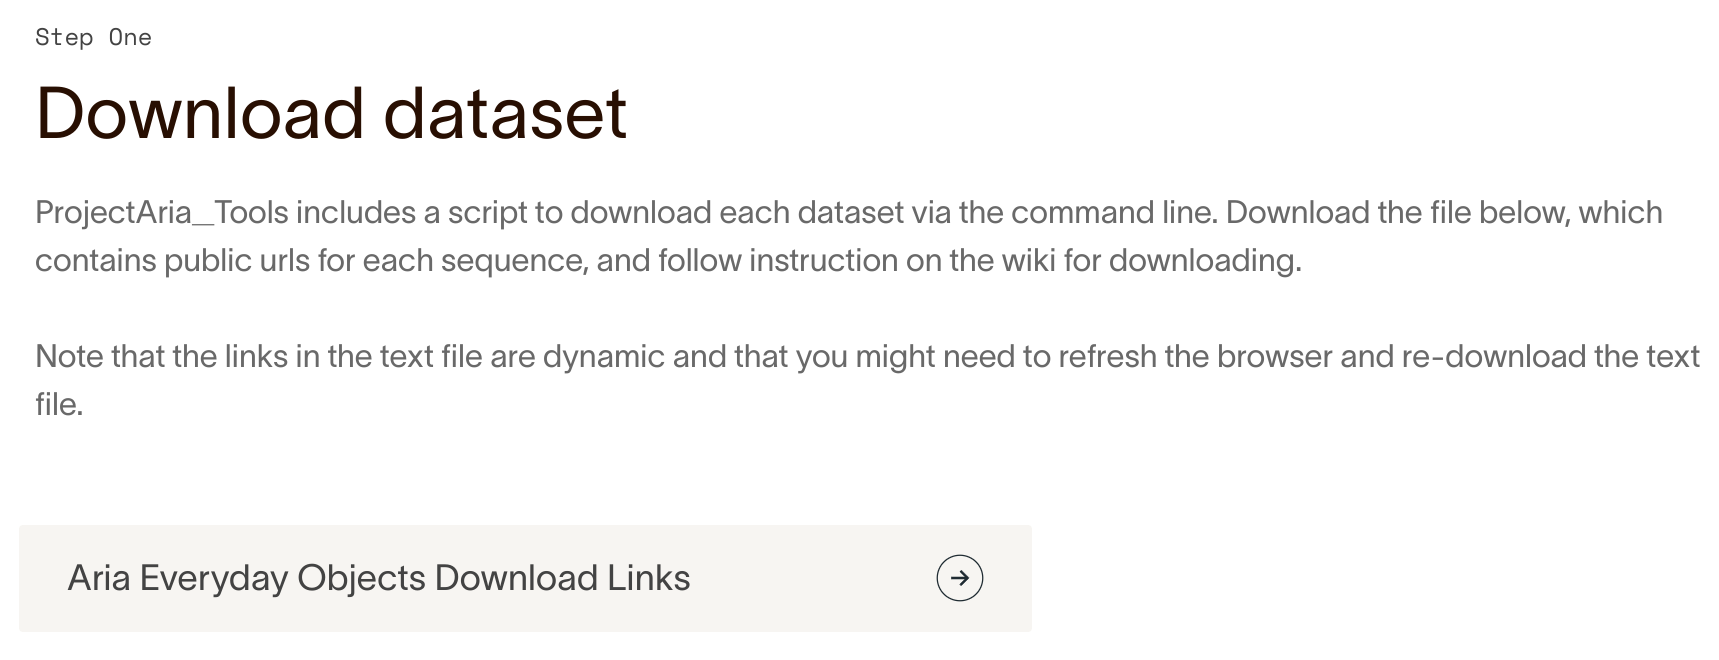 Step One
Download dataset
ProjectAria_Tools includes a script to download each dataset via the command line. Download the file below, which
contains public urls for each sequence, and follow instruction on the wiki for downloading.
Note that the links in the text file are dynamic and that you might need to refresh the browser and re-download the text
file.
Aria Everyday Objects Download Links